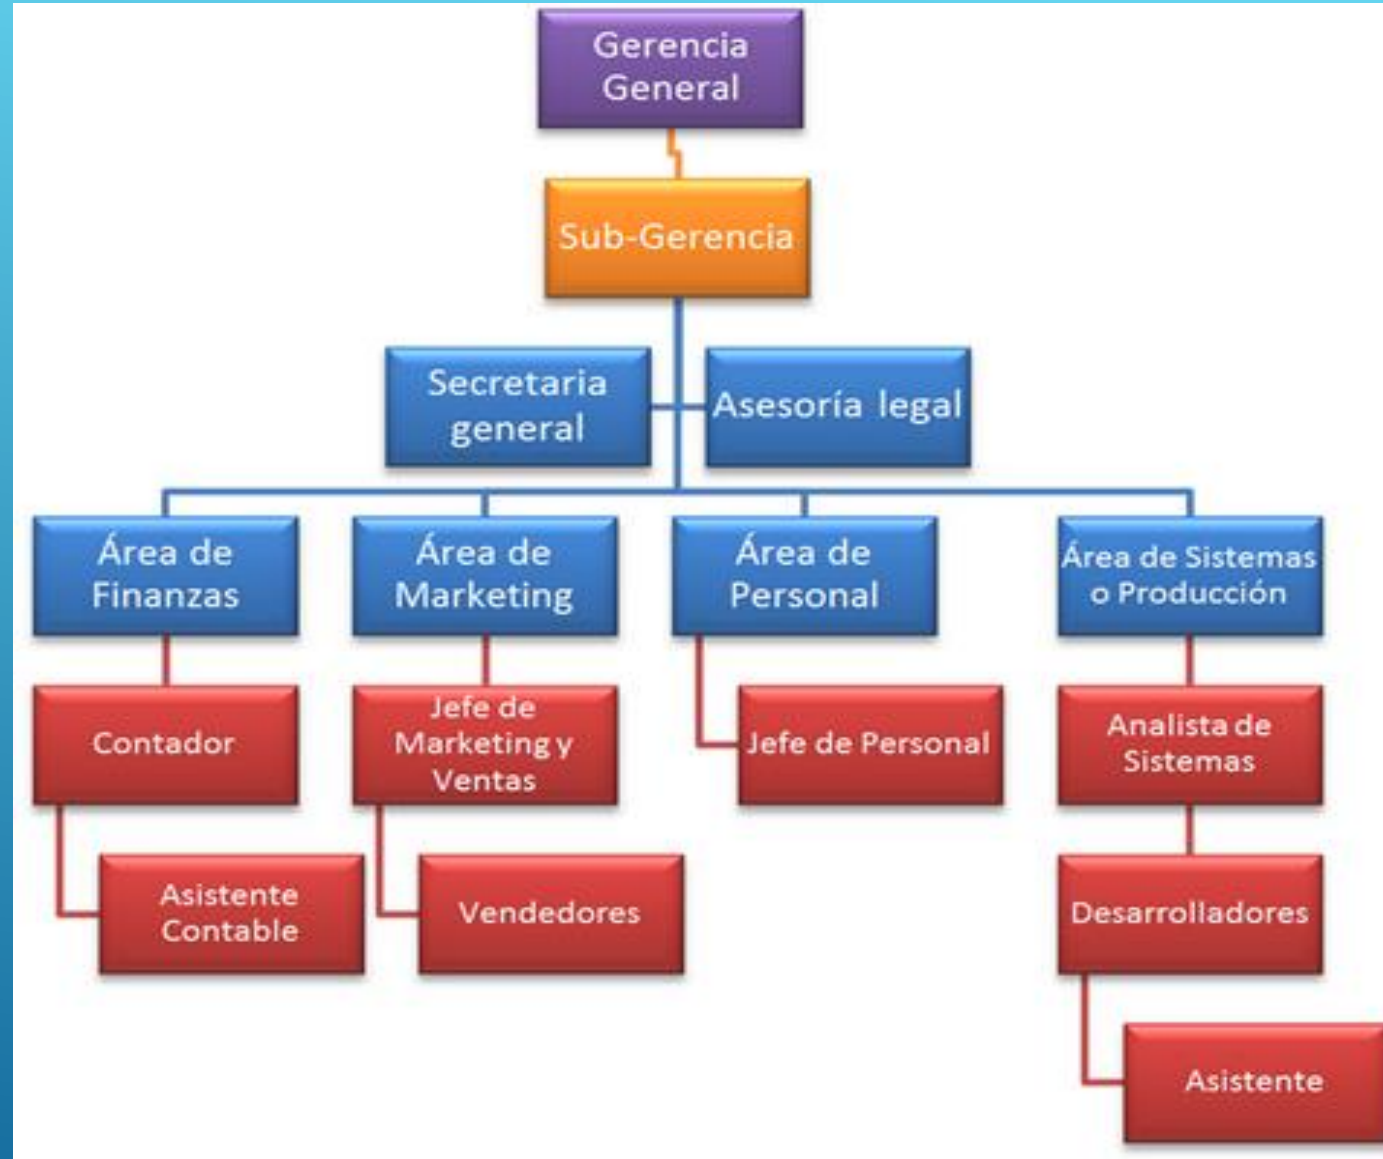 Gerencia
General
Sub-Gerencia
Secretaria
general
Asesoría legal
Área de
Finanzas
Área de
Marketing
Área de
Personal
Área de Sistemas
o Producción
Contador
Jefe de
Marketing y
Ventas
Jefe de Personal
Analista de
Sistemas
Asistente
Contable
Vendedores
Desarrolladores
Asistente